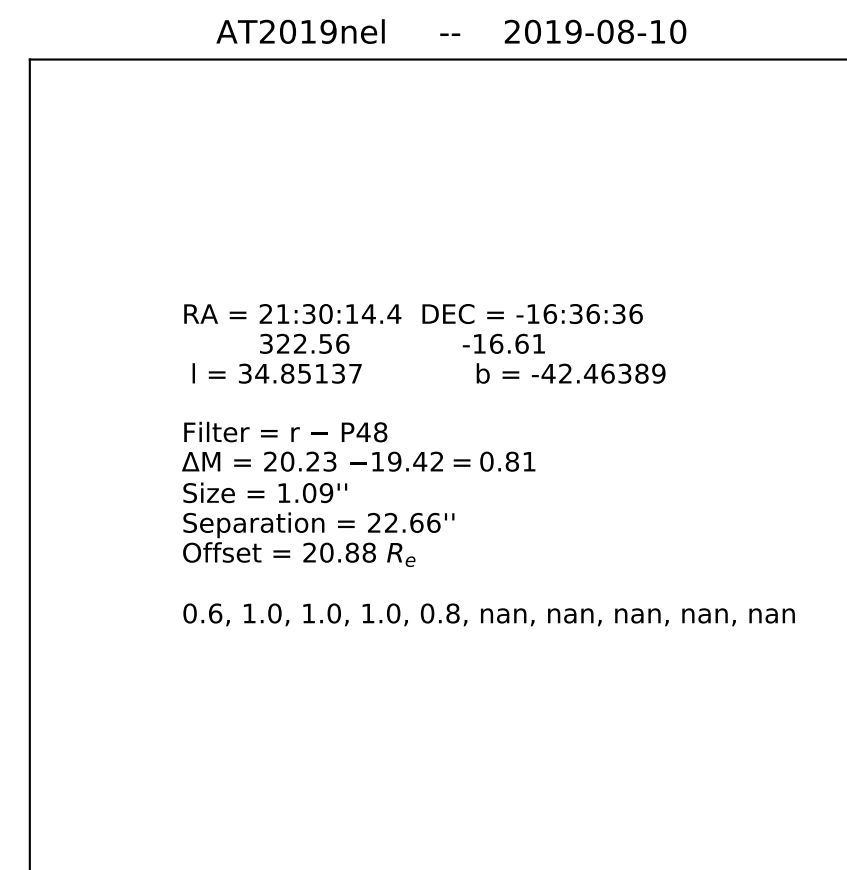 AT2019nel -- 2019-08-10
RA = 21:30:14.4 DEC = -16:36:36
322.56 -16.61
l = 34.85137 b = -42.46389
Filter = r − P48
ΔM = 20.23 −19.42 = 0.81
Size = 1.09''
Separation = 22.66''
Offset = 20.88 Rₑ
0.6, 1.0, 1.0, 1.0, 0.8, nan, nan, nan, nan, nan